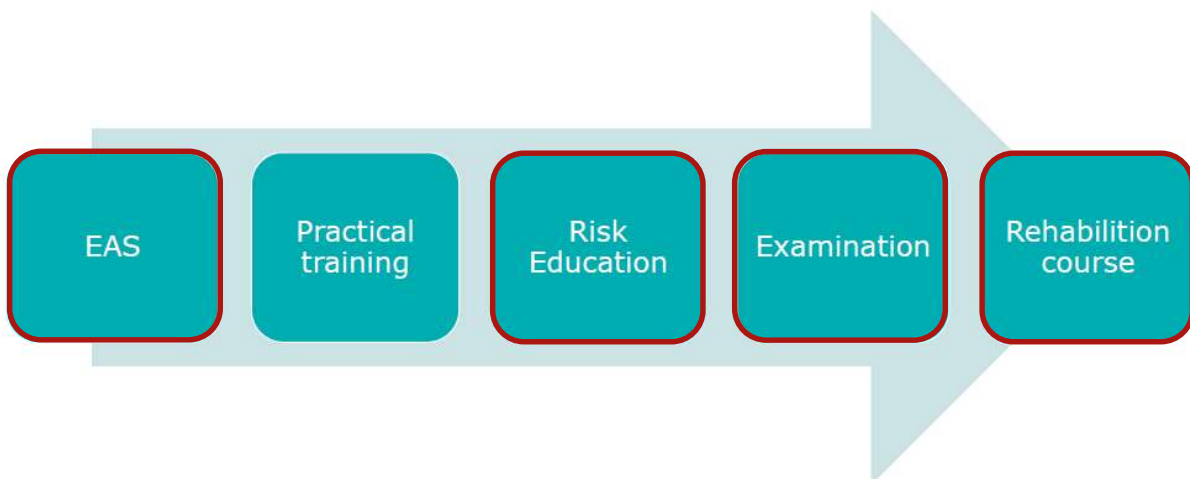 EAS
Practical
training
Risk
Education
Examination
Rehabilition
course